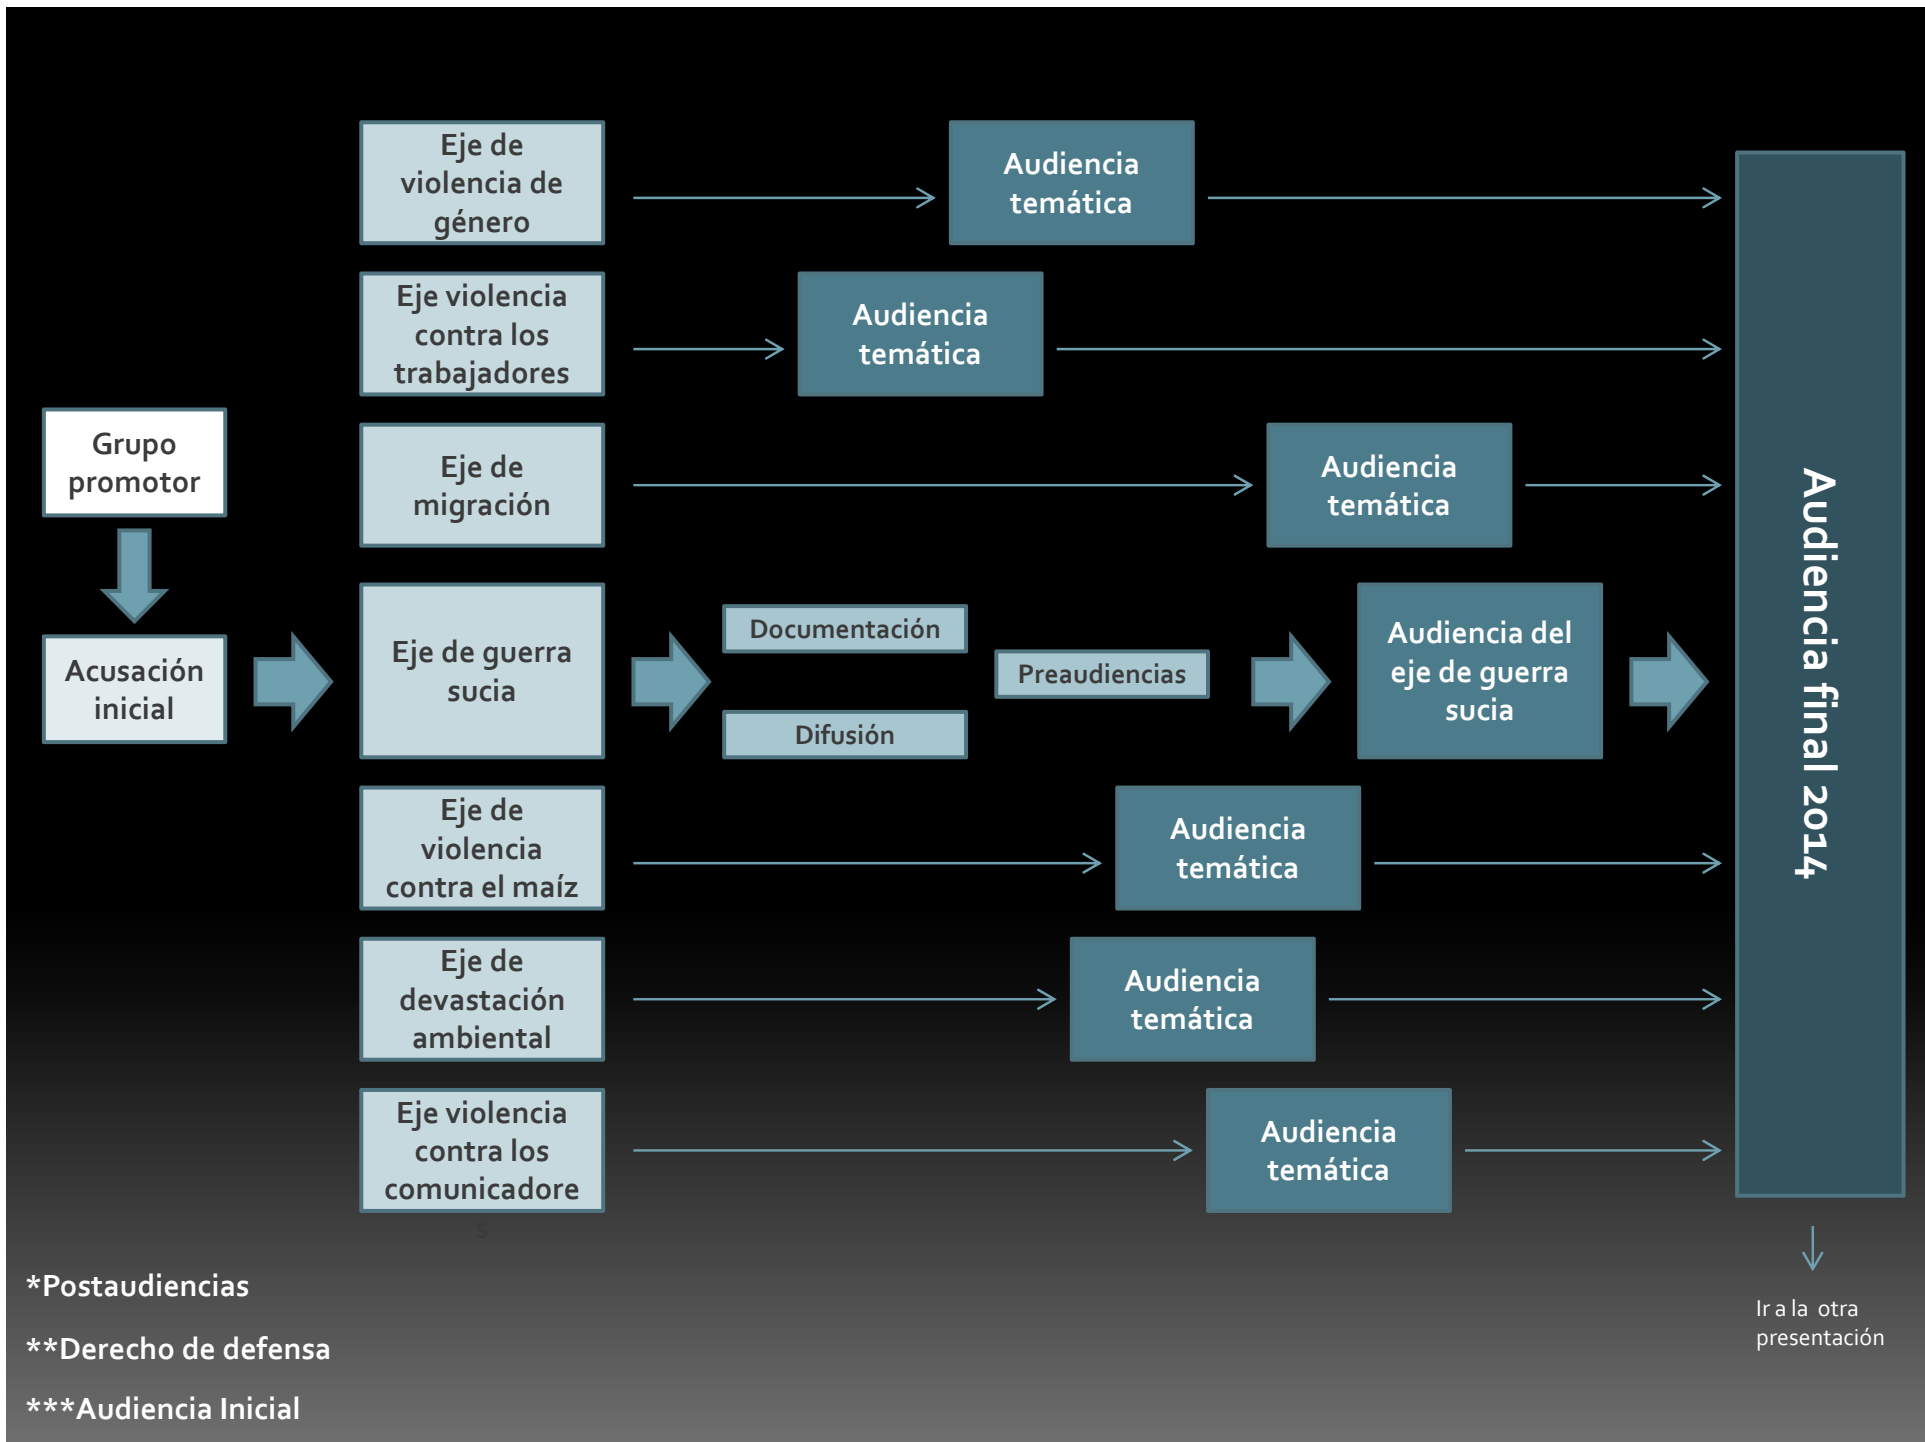 Grupo
promotor
Acusación
inicial
Eje de
violencia de
género
Audiencia
temática
Eje violencia
contra los
trabajadores
Audiencia
temática
Eje de
migración
Audiencia
temática
Eje de guerra
sucia
Documentación
Difusión
Preaudiencias
Audiencia del
eje de guerra
sucia
Eje de
violencia
contra el maíz
Audiencia
temática
Eje de
devastación
ambiental
Audiencia
temática
Eje violencia
contra los
comunicadore
s
Audiencia
temática
Audiencia final 2014
Ir a la otra
presentación
*Postaudiencias
**Derecho de defensa
***Audiencia Inicial